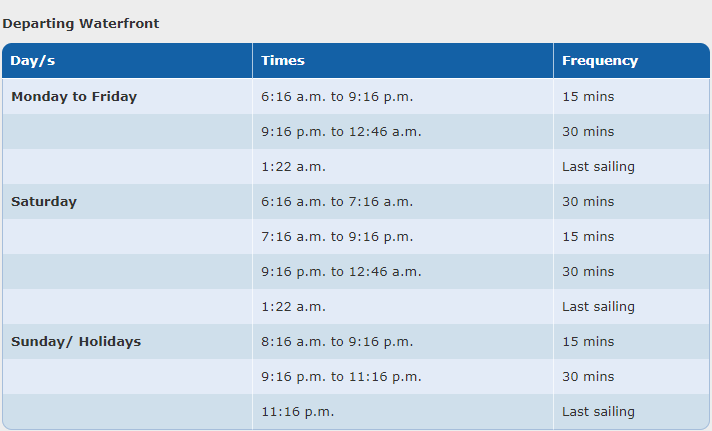 Departing Waterfront
Day/s Times Frequency
Monday to Friday 6:16 a.m. to 9:16 p.m. 15 mins
9:16 p.m. to 12:46 a.m. 30 mins
1:22 a.m. Last sailing
Saturday 6:16 a.m. to 7:16 a.m. 30 mins
7:16 a.m. to 9:16 p.m. 15 mins
9:16 p.m. to 12:46 a.m. 30 mins
1:22 a.m. Last sailing
Sunday/ Holidays 8:16 a.m. to 9:16 p.m. 15 mins
9:16 p.m. to 11:16 p.m. 30 mins
11:16 p.m. Last sailing